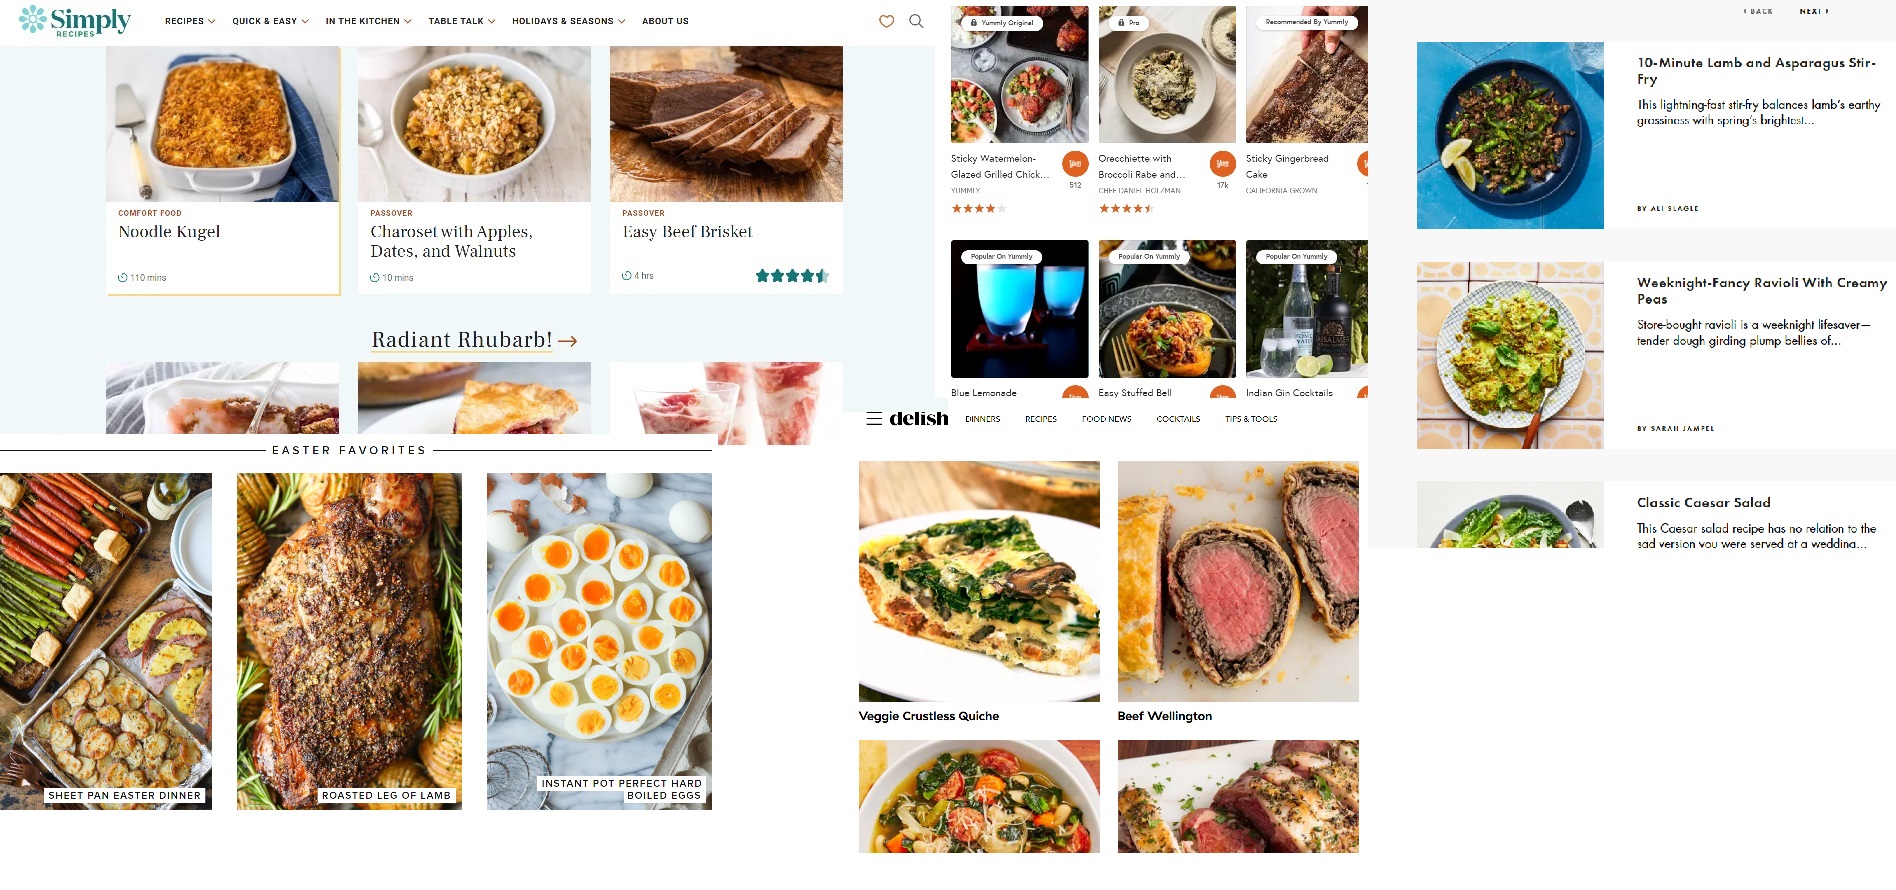 Simply
RECIPES
RECIPES
QUICK & EASY
IN THE KITCHEN
TABLE TALK
HOLIDAYS & SEASONS
ABOUT US
COMFORT FOOD
Noodle Kugel
110 mins
PASSOVER
Charoset with Apples,
Dates, and Walnuts
10 mins
PASSOVER
Easy Beef Brisket
4 hrs
Radiant Rhubarb!
EASTER FAVORITES
SHEET PAN EASTER DINNER
ROASTED LEG OF LAMB
INSTANT POT PERFECT HARD
BOILED EGGS
Yummly Original
Pro
Recommended By Yummly
Sticky Watermelon-
Glazed Grilled Chick...
YUMMLY
Yum
512
Orecchiette with
Broccoli Rabe and...
CHEF DANIEL HOLZMAN
Yum
17k
Sticky Gingerbread
Cake
CALIFORNIA GROWN
Popular On Yummly
Popular On Yummly
Popular On Yummly
Blue Lemonade
Easy Stuffed Bell
Indian Gin Cocktails
delish
DINNERS
RECIPES
FOOD NEWS
COCKTAILS
TIPS & TOOLS
Veggie Crustless Quiche
Beef Wellington
BACK
NEXT
10-Minute Lamb and Asparagus Stir-
Fry
This lightning-fast stir-fry balances lamb's earthy
grassiness with spring's brightest...
BY ALI SLAGLE
Weeknight-Fancy Ravioli With Creamy
Peas
Store-bought ravioli is a weeknight lifesaver—
tender dough girding plump bellies of...
BY SARAH JAMPEL
Classic Caesar Salad
This Caesar salad recipe has no relation to the
sad version you were served at a wedding...